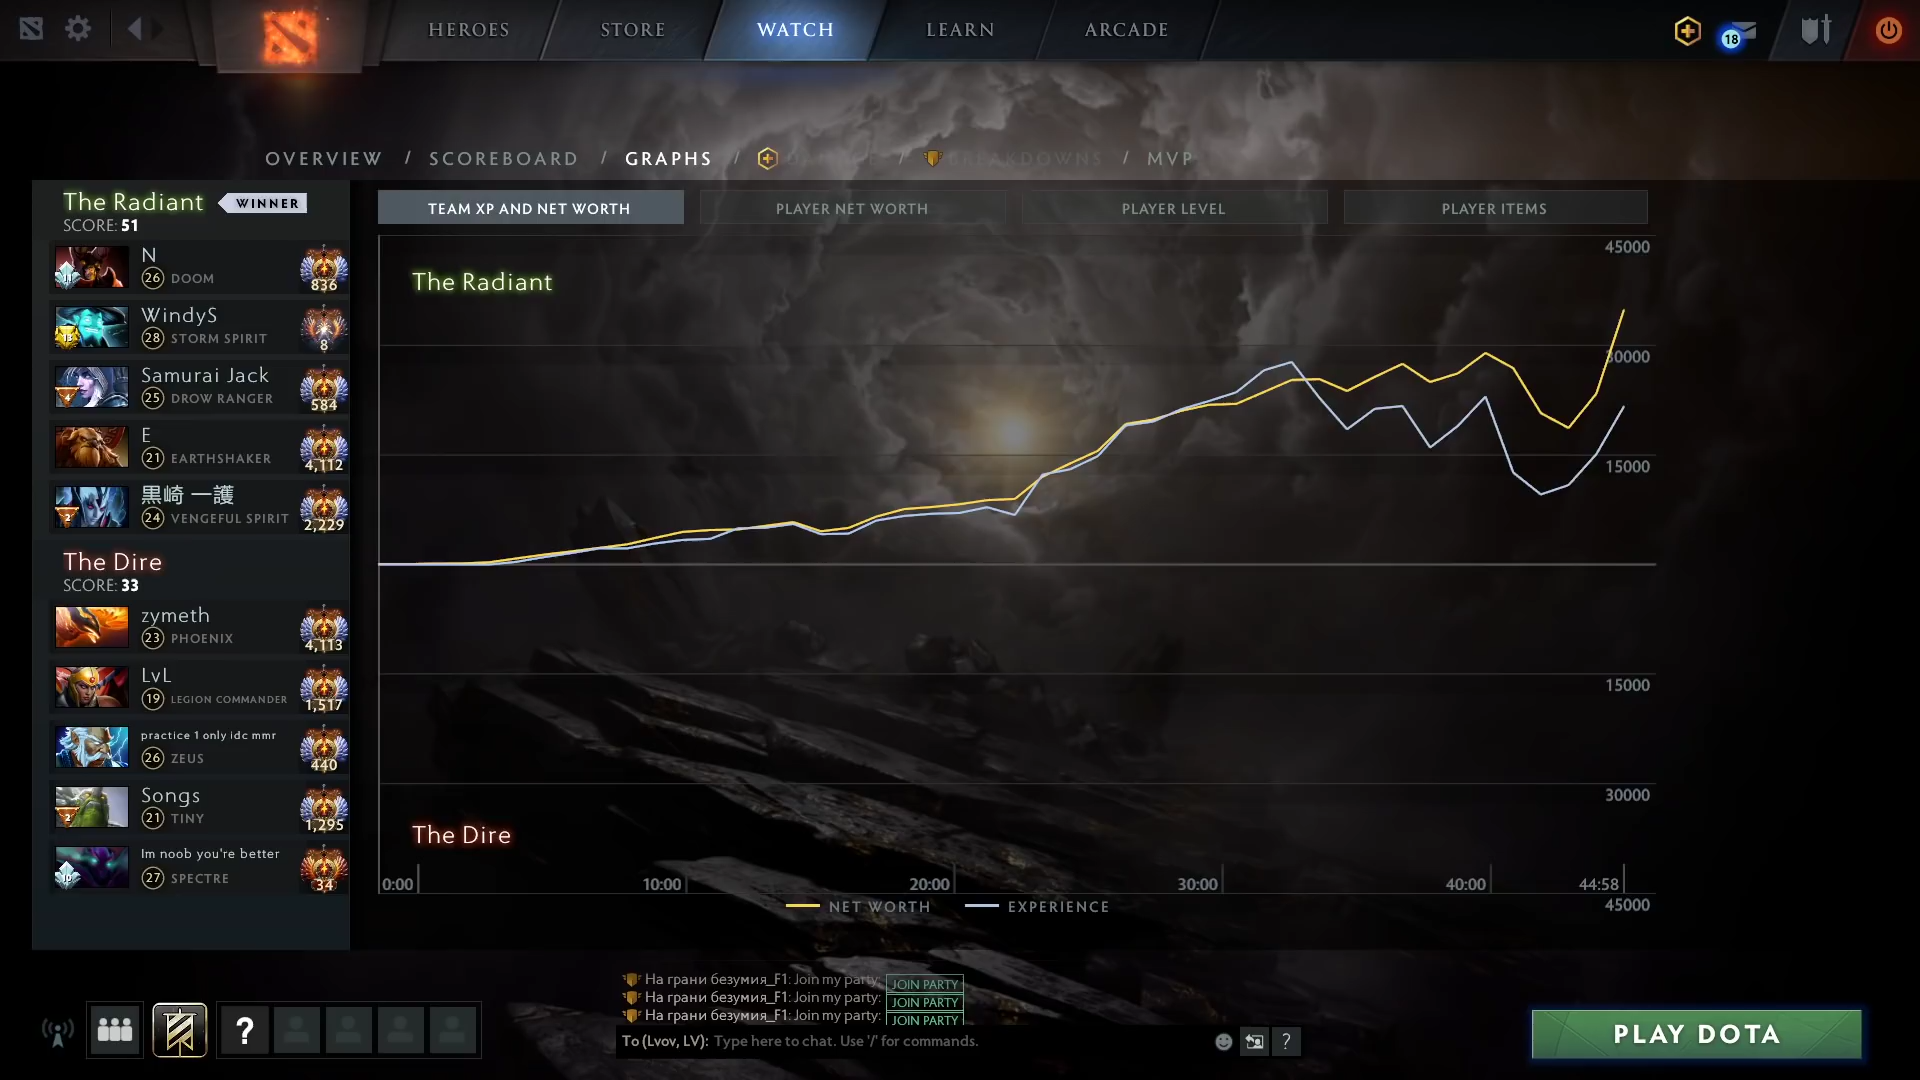 HEROES
STORE
WATCH
LEARN
ARCADE
18
OVERVIEW / SCOREBOARD / GRAPHS / / BREAKDOWNS / MVP
The Radiant WINNER
SCORE: 51
N
26 DOOM
836
WindyS
28 STORM SPIRIT
8
Samurai Jack
25 DROW RANGER
584
E
21 EARTHSHAKER
4,112
黒崎 一護
24 VENGEFUL SPIRIT
2,229
The Dire
SCORE: 33
zymeth
23 PHOENIX
4,113
LvL
19 LEGION COMMANDER
1,517
practice 1 only idc mmr
26 ZEUS
440
Songs
21 TINY
1,295
Im noob you're better
27 SPECTRE
34
TEAM XP AND NET WORTH
PLAYER NET WORTH
PLAYER LEVEL
PLAYER ITEMS
The Radiant
45000
30000
15000
15000
30000
45000
The Dire
0:00 10:00 20:00 30:00 40:00 44:58
NET WORTH EXPERIENCE
На грани безумия_F1: Join my party: JOIN PARTY
На грани безумия_F1: Join my party: JOIN PARTY
На грани безумия_F1: Join my party: JOIN PARTY
To (Lvov, LV): Type here to chat. Use '/' for commands.
?
?
PLAY DOTA